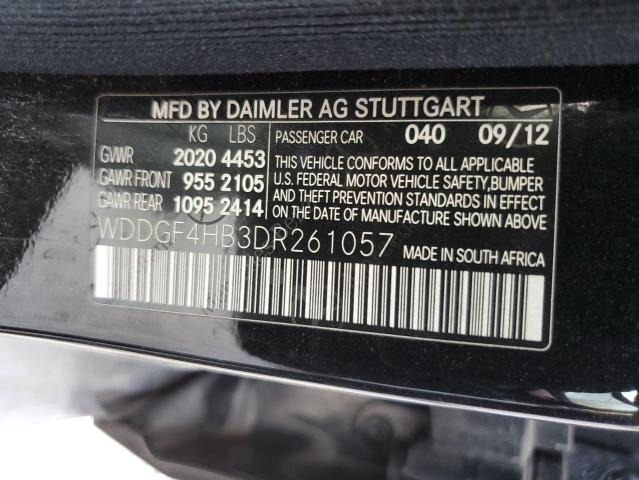 MFD BY DAIMLER AG STUTTGART
KG LBS PASSENGER CAR 040 09/12
GVWR 2020 4453 THIS VEHICLE CONFORMS TO ALL APPLICABLE
GAWR FRONT 955 2105 U.S. FEDERAL MOTOR VEHICLE SAFETY,BUMPER
GAWR REAR 1095 2414 AND THEFT PREVENTION STANDARDS IN EFFECT
ON THE DATE OF MANUFACTURE SHOWN ABOVE
WDDGF4HB3DR261057 MADE IN SOUTH AFRICA